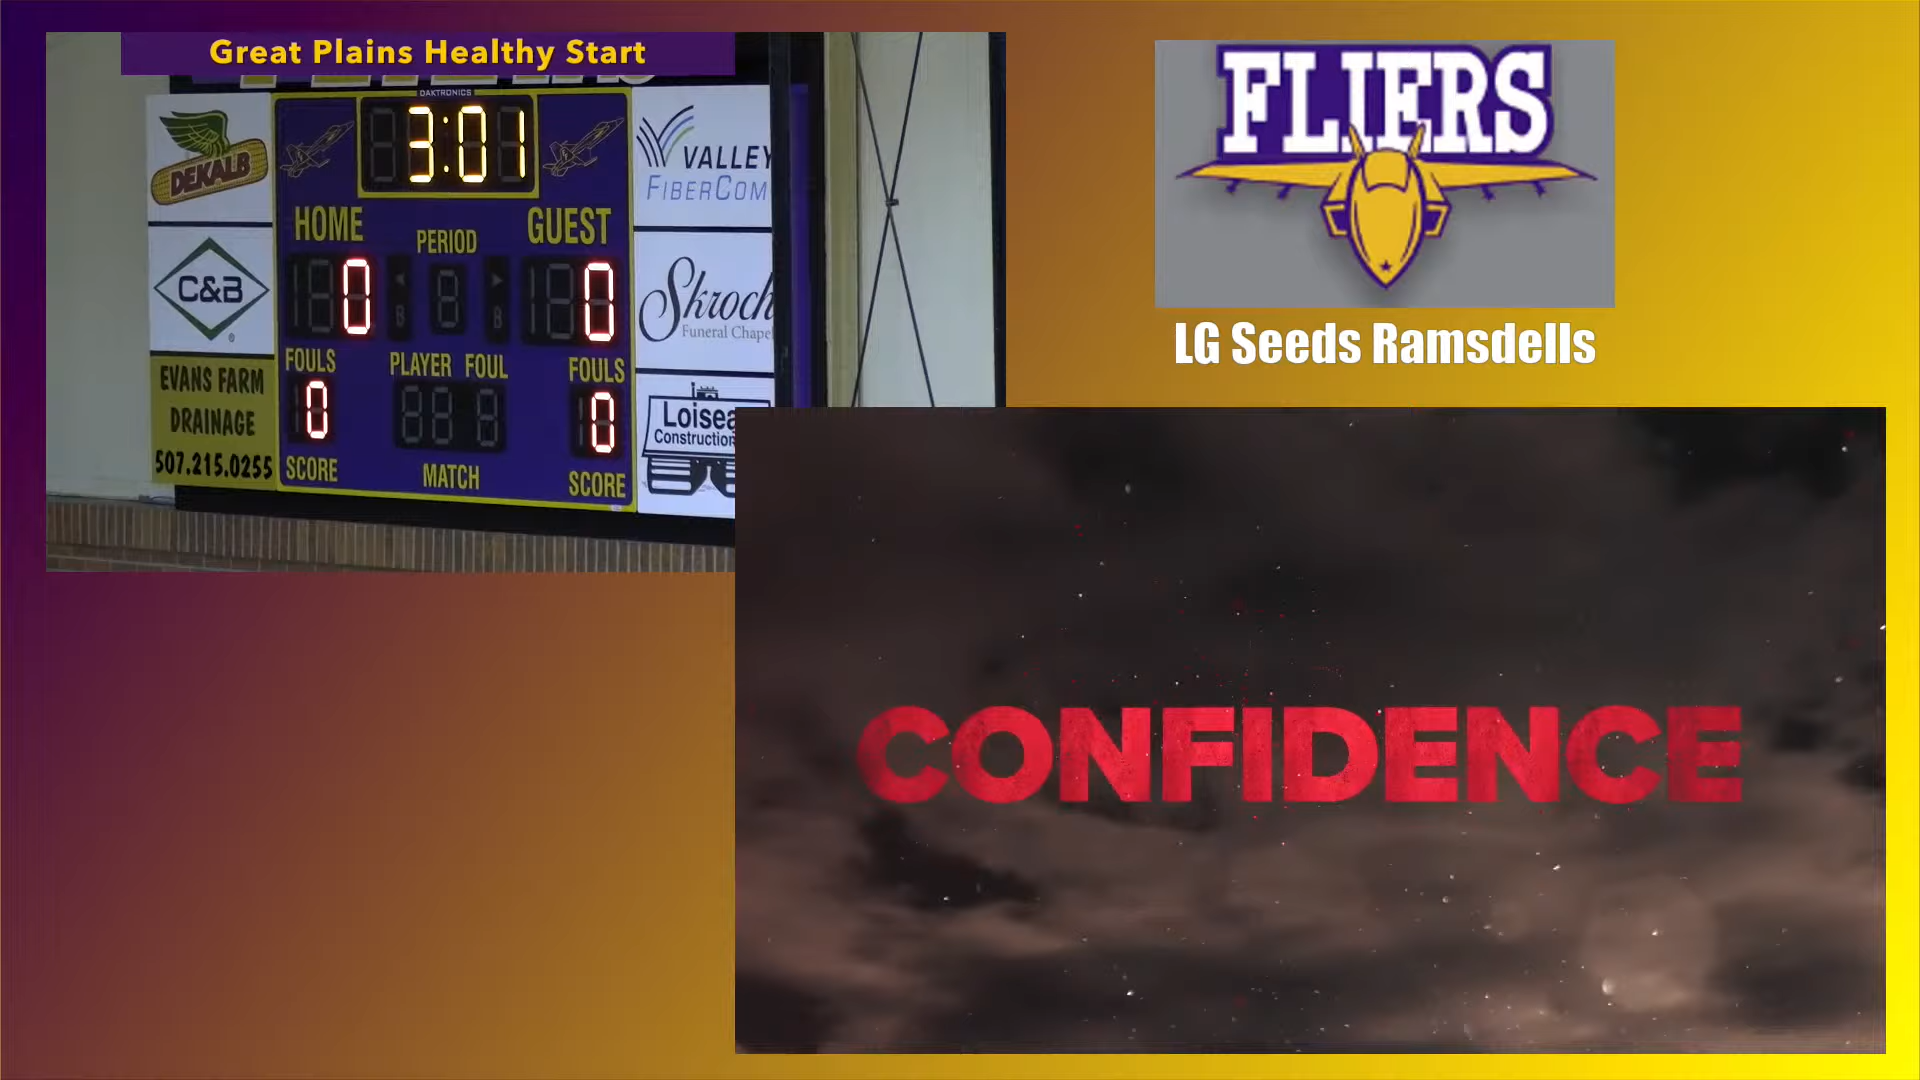 Great Plains Healthy Start
DAKTRONICS
3:01
DEKALB
VALLEY
FIBERCOM
HOME
PERIOD
GUEST
C&B
0
0
Skroch
Funeral Chapel
FOULS
PLAYER FOUL
FOULS
EVANS FARM
DRAINAGE
507.215.0255
0
0
Construction
SCORE
MATCH
SCORE
FLIERS
LG Seeds Ramsdells
CONFIDENCE